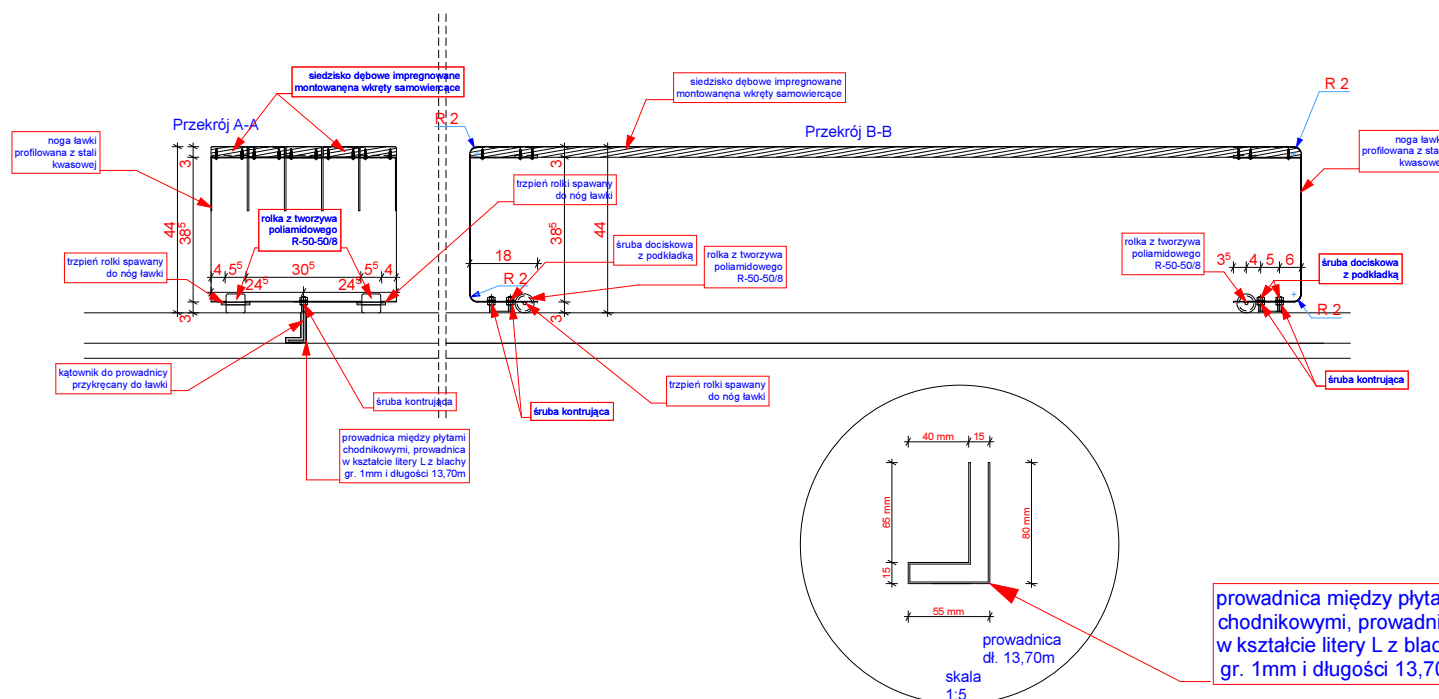 siedzisko dębowe impregnowane
montowanęna wkręty samowiercące
siedzisko dębowe impregnowane
montowanęna wkręty samowiercące
R 2
R 2
Przekrój A-A
Przekrój B-B
noga ławki
profilowana z stali
kwasowej
noga ławki
profilowana z sta
kwasowe
3
3
44
38⁵
38⁵
44
trzpień rolki spawany
do nóg ławki
rolka z tworzywa
poliamidowego
R-50-50/8
śruba dociskowa
z podkładką
rolka z tworzywa
poliamidowego
R-50-50/8
rolka z tworzywa
poliamidowego
R-50-50/8
śruba dociskowa
z podkładką
trzpień rolki spawany
do nóg ławki
4 5⁵ 30⁵ 5⁵ 4
24⁵ 24⁵
18
3⁵ 4 5 6
R 2
R 2
3
3
kątownik do prowadnicy
przykręcany do ławki
śruba kontrująca
śruba kontrująca
trzpień rolki spawany
do nóg ławki
śruba kontrująca
prowadnica między płytami
chodnikowymi, prowadnica
w kształcie litery L z blachy
gr. 1mm i długości 13,70m
40 mm 15
65 mm
80 mm
15
55 mm
prowadnica
dł. 13,70m
skala
1:5
prowadnica między płyta
chodnikowymi, prowadni
w kształcie litery L z blac
gr. 1mm i długości 13,70